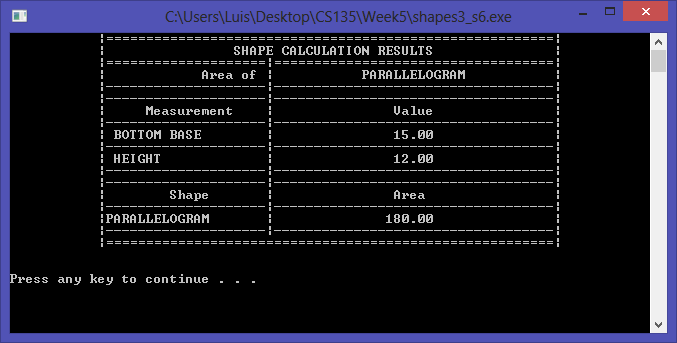 C:\Users\Luis\Desktop\CS135\Week5\shapes3_s6.exe
SHAPE CALCULATION RESULTS
Area of PARALLELOGRAM
Measurement Value
BOTTOM BASE 15.00
HEIGHT 12.00
Shape Area
PARALLELOGRAM 180.00
Press any key to continue . . .